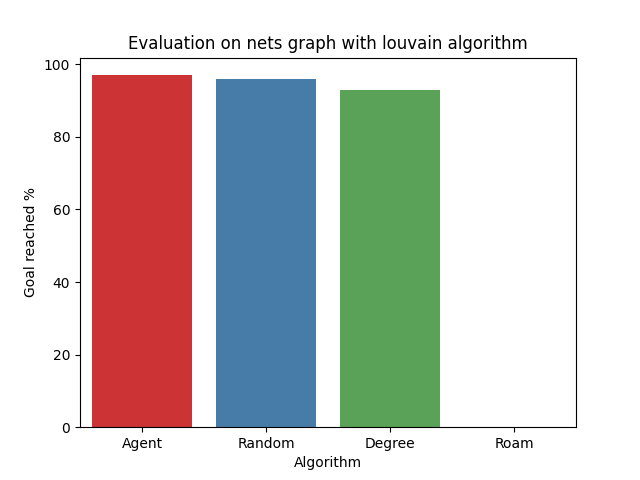 Evaluation on nets graph with louvain algorithm
100
80
60
40
20
0
Goal reached %
Agent Random Degree Roam
Algorithm